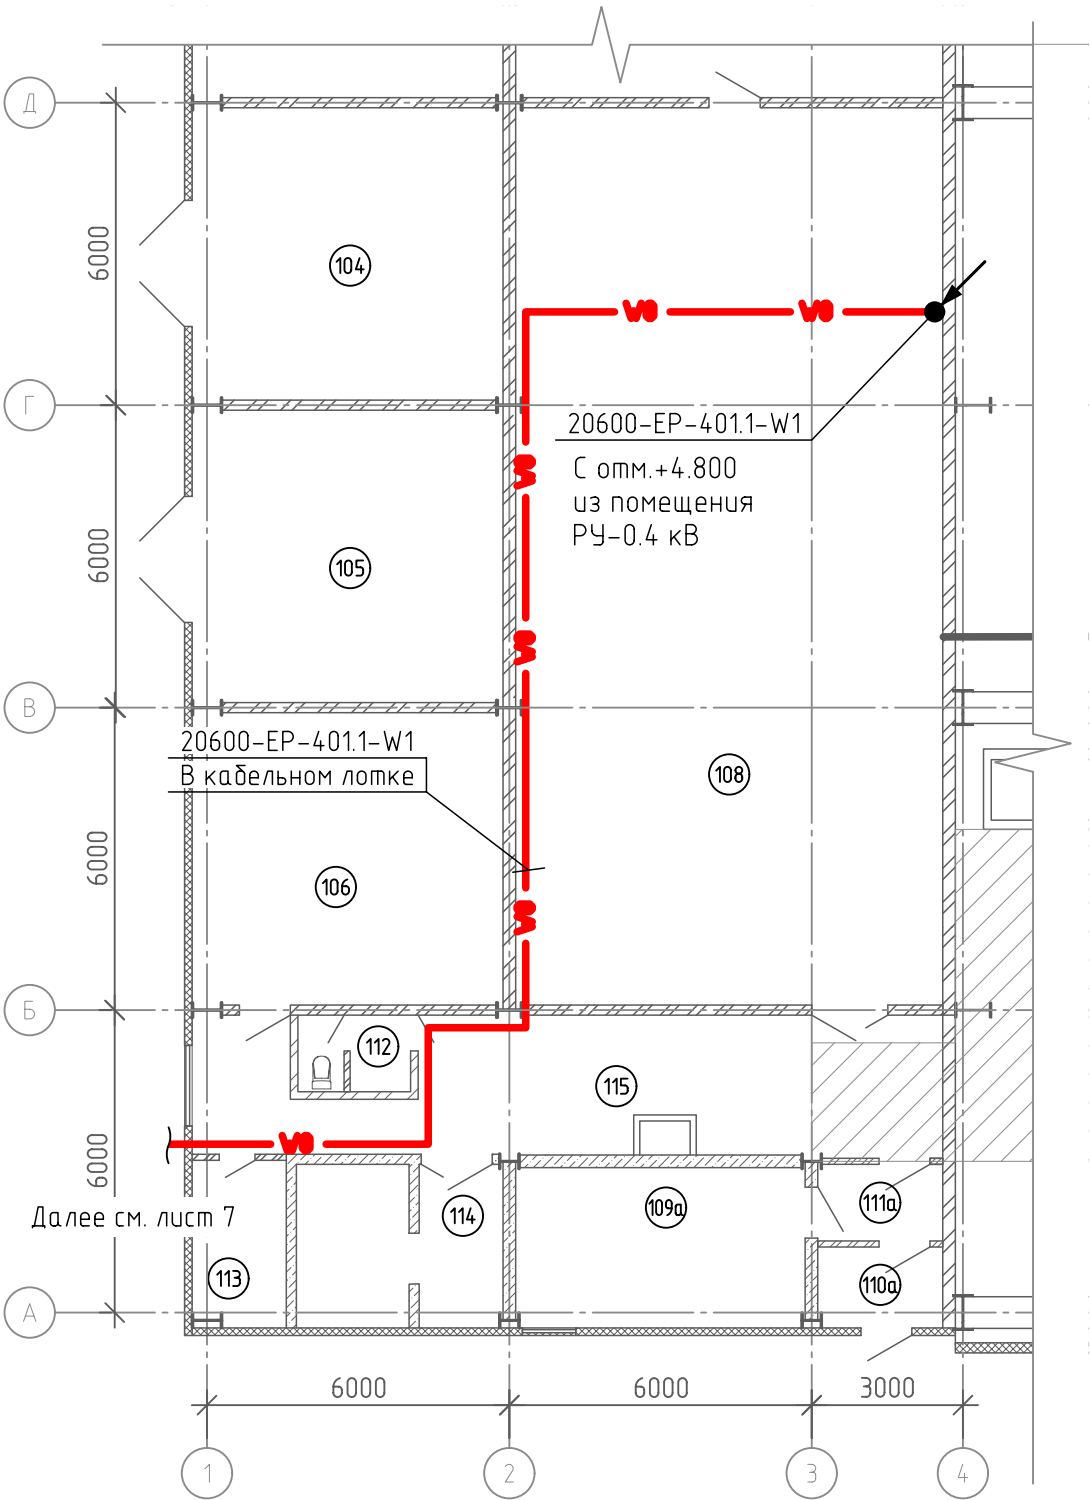 Д
6000
104
W0
W0
Г
20600-EP-401.1-W1
С отм.+4.800
из помещения
РУ-0.4 кВ
W0
6000
105
W0
В
20600-EP-401.1-W1
В кабельном лотке
108
6000
106
W0
Б
112
115
W0
6000
Далее см. лист 7
114
109а
111а
113
110а
А
6000
6000
3000
1
2
3
4